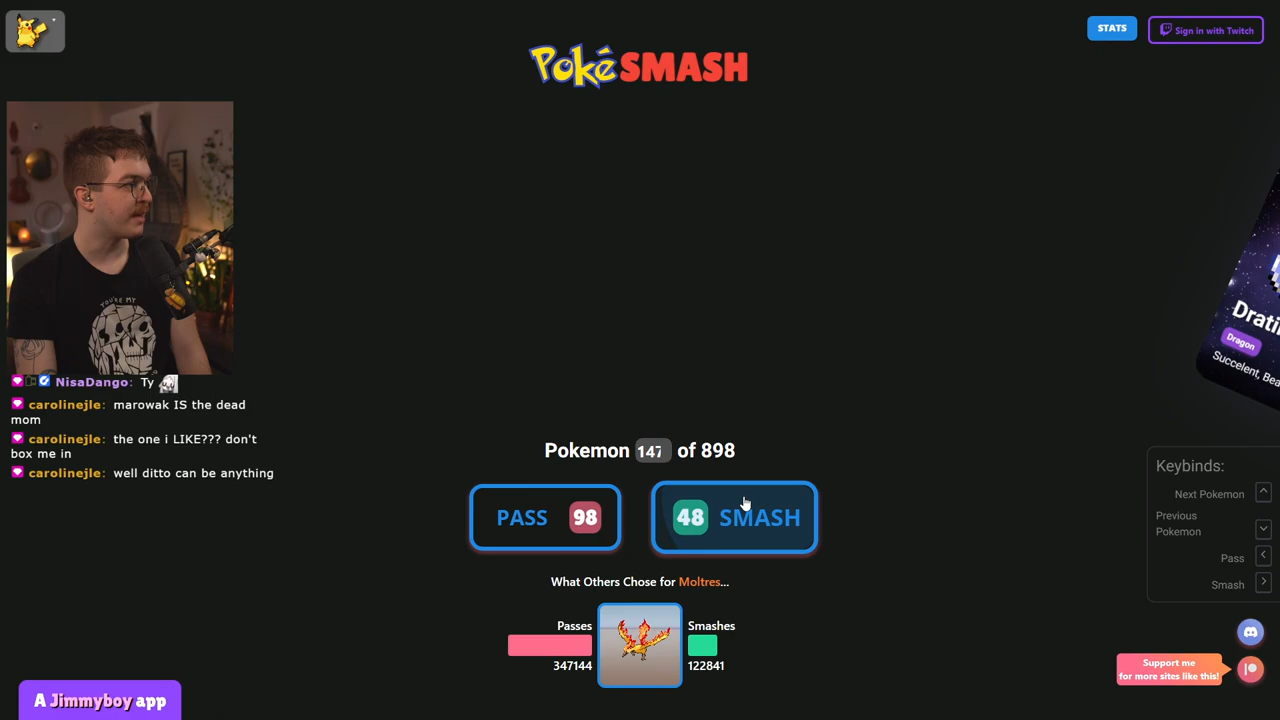 STATS
Sign in with Twitch
PokéSMASH
YOU'RE MY
NisaDango: Ty
carolinejle: marowak IS the dead
mom
carolinejle: the one i LIKE??? don't
box me in
carolinejle: well ditto can be anything
Dragon
Pokemon 147 of 898
PASS 98
48 SMASH
What Others Chose for Moltres...
Passes
347144
Smashes
122841
Keybinds:
Next Pokemon
Previous
Pokemon
Pass
Smash
Support me
for more sites like this!
A Jimmyboy app